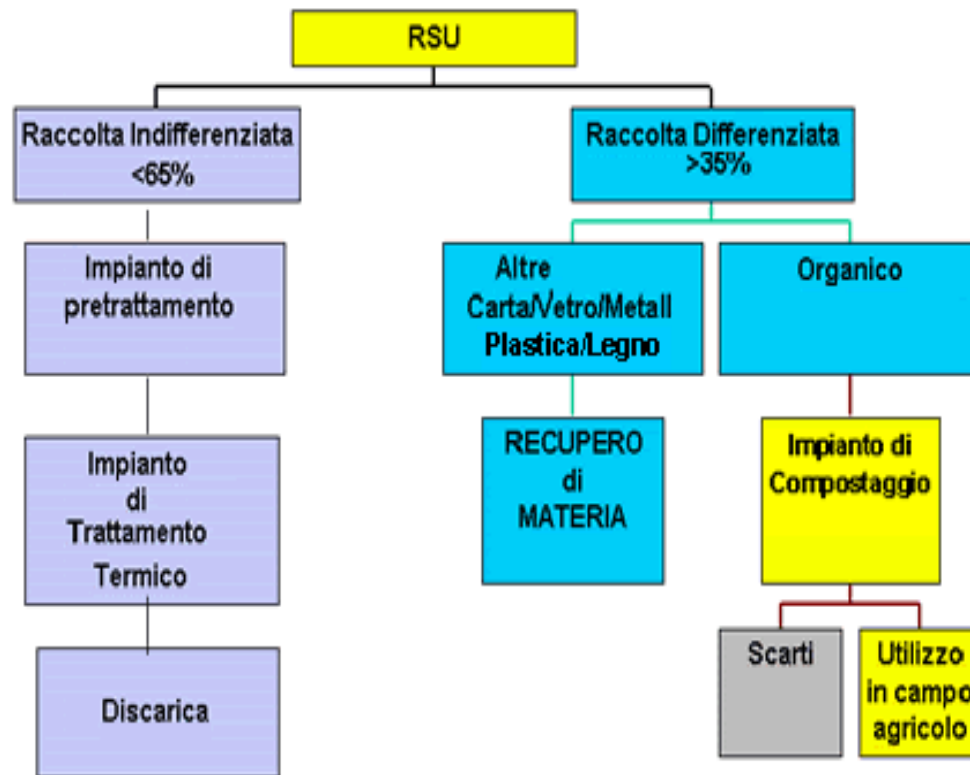 RSU
Raccolta Indifferenziata
<65%
Raccolta Differenziata
>35%
Impianto di
pretrattamento
Altre
Carta/Vetro/Metall
Plastica/Legno
Organico
Impianto
di
Trattamento
Termico
RECUPERO
di
MATERIA
Impianto di
Compostaggio
Discarica
Scarti
Utilizzo
in campo
agricolo